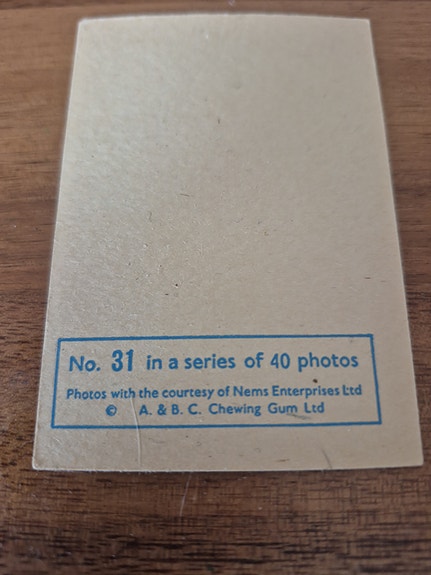 No. 31 in a series of 40 photos
Photos with the courtesy of Nems Enterprises Ltd
© A. & B. C. Chewing Gum Ltd